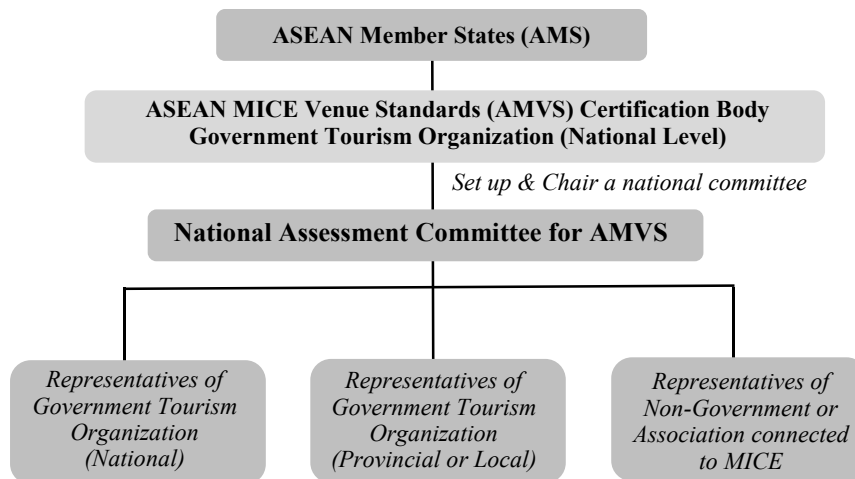 ASEAN Member States (AMS)
ASEAN MICE Venue Standards (AMVS) Certification Body
Government Tourism Organization (National Level)
Set up & Chair a national committee
National Assessment Committee for AMVS
Representatives of
Government Tourism
Organization
(National)
Representatives of
Government Tourism
Organization
(Provincial or Local)
Representatives of
Non-Government or
Association connected
to MICE